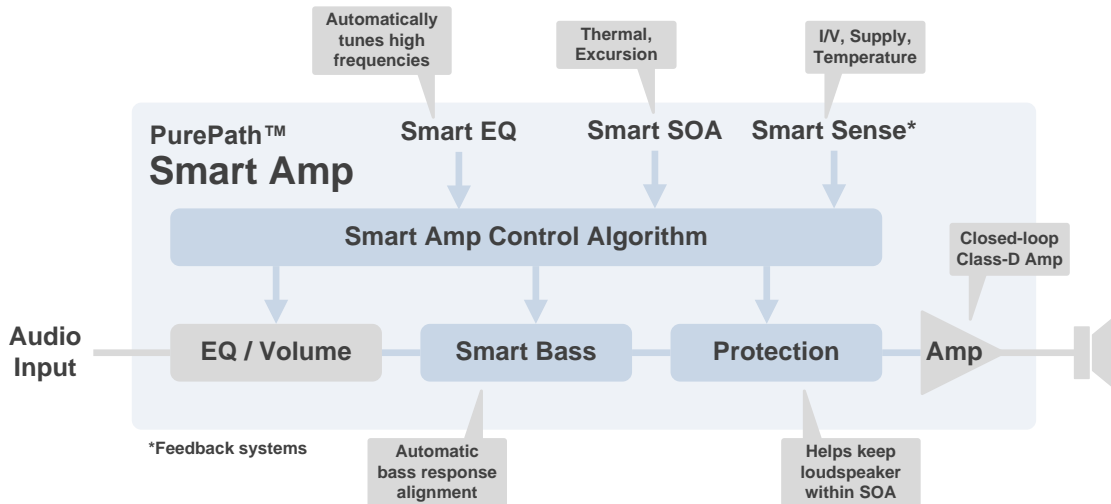 Automatically
tunes high
frequencies
Thermal,
Excursion
I/V, Supply,
Temperature
PurePath™
Smart Amp
Smart EQ
Smart SOA
Smart Sense*
Smart Amp Control Algorithm
Closed-loop
Class-D Amp
Audio
Input
EQ / Volume
Smart Bass
Protection
Amp
*Feedback systems
Automatic
bass response
alignment
Helps keep
loudspeaker
within SOA